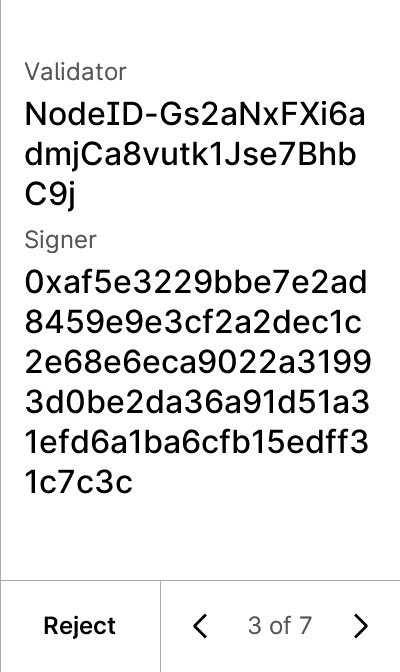 Validator
NodeID-Gs2aNxFXi6a
dmjCa8vutk1Jse7Bhb
C9j
Signer
0xaf5e3229bbe7e2ad
8459e9e3cf2a2dec1c
2e68e6eca9022a3199
3d0be2da36a91d51a3
1efd6a1ba6cfb15edff3
1c7c3c
Reject
3 of 7